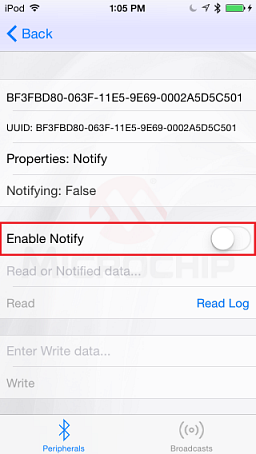 iPod 1:05 PM
Back
BF3FBD80-063F-11E5-9E69-0002A5D5C501
UUID: BF3FBD80-063F-11E5-9E69-0002A5D5C501
Properties: Notify
Notifying: False
Enable Notify
MICROCHIP
Read or Notified data...
Read Read Log
Enter Write data...
Write
Peripherals Broadcasts